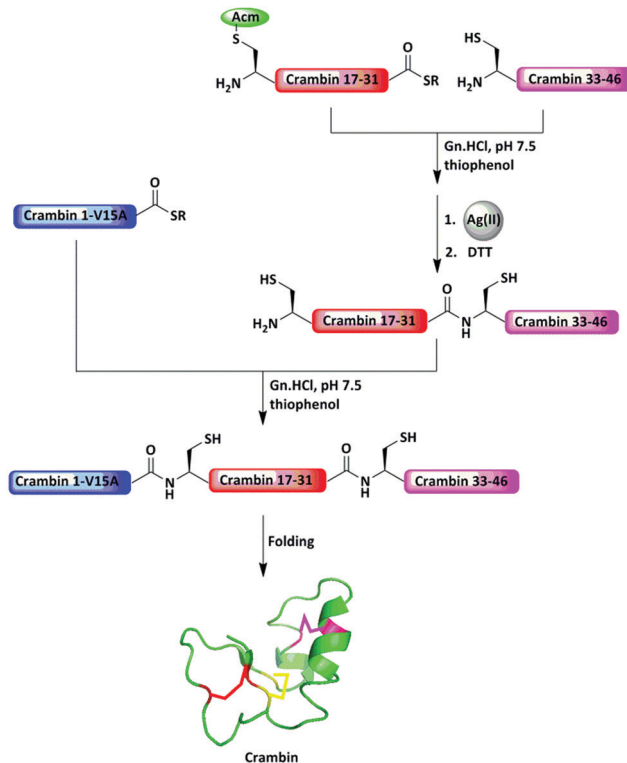 Acm
S
O
HS
H₂N
Crambin 17-31
SR
H₂N
Crambin 33-46
Gn.HCl, pH 7.5
thiophenol
O
Crambin 1-V15A
SR
1. Ag(II)
2. DTT
HS
O
SH
H₂N
Crambin 17-31
N
H
Crambin 33-46
Gn.HCl, pH 7.5
thiophenol
O
SH
O
SH
Crambin 1-V15A
N
H
Crambin 17-31
N
H
Crambin 33-46
Folding
Crambin